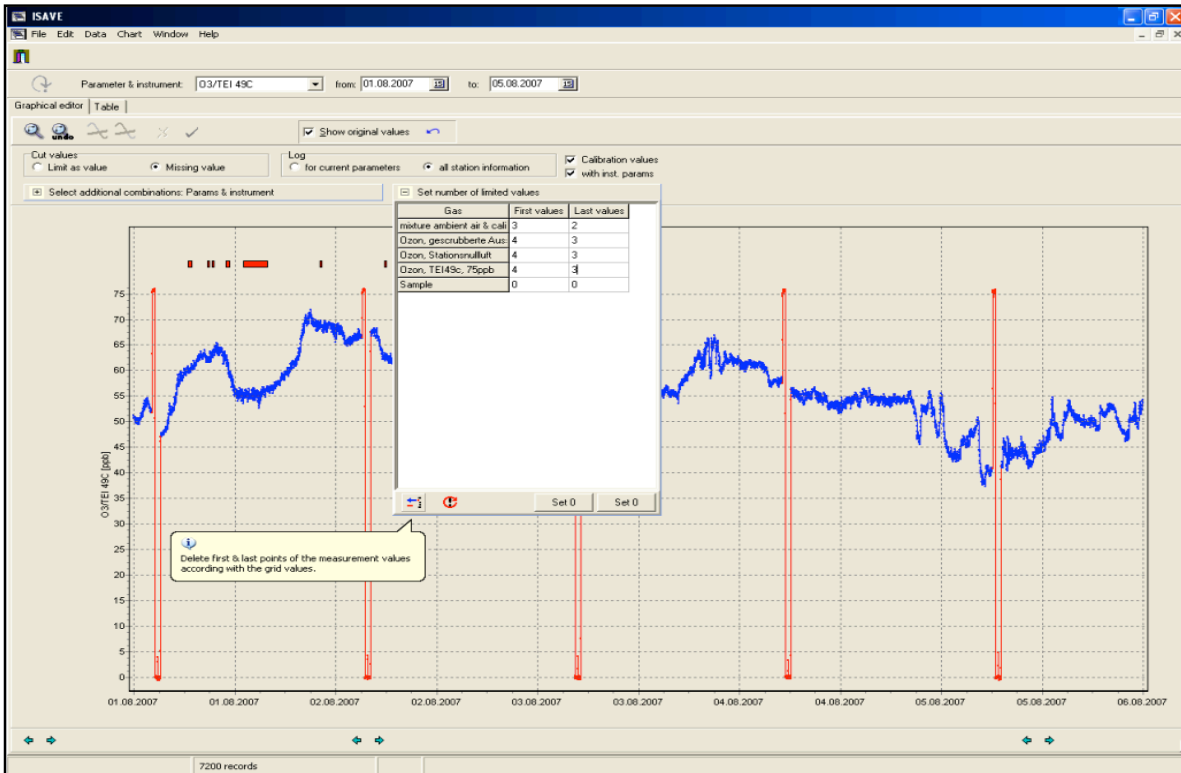 ISAVE
File Edit Data Chart Window Help
Parameter & instrument: O3/TEI 49C from: 01.08.2007 to: 05.08.2007
Graphical editor Table
undo Show original values
Cut values Log
Limit as value Missing value for current parameters all station information Calibration values
with inst. params
Select additional combinations: Params & instrument Set number of limited values
Gas First values Last values
mixture ambient air & cali 3 2
Ozon, gescrubberte Aus 4 3
Ozon, Stationsnullluft 4 3
Ozon, TEI49c, 75ppb 4 3
Sample 0 0
75
70
65
60
55
50
45
40
35
30
25
20
15
10
5
0
O3/TEI 49C [ppb]
Set 0 Set 0
Delete first & last points of the measurement values
according with the grid values.
01.08.2007 01.08.2007 02.08.2007 02.08.2007 03.08.2007 03.08.2007 04.08.2007 04.08.2007 05.08.2007 05.08.2007 06.08.2007
7200 records